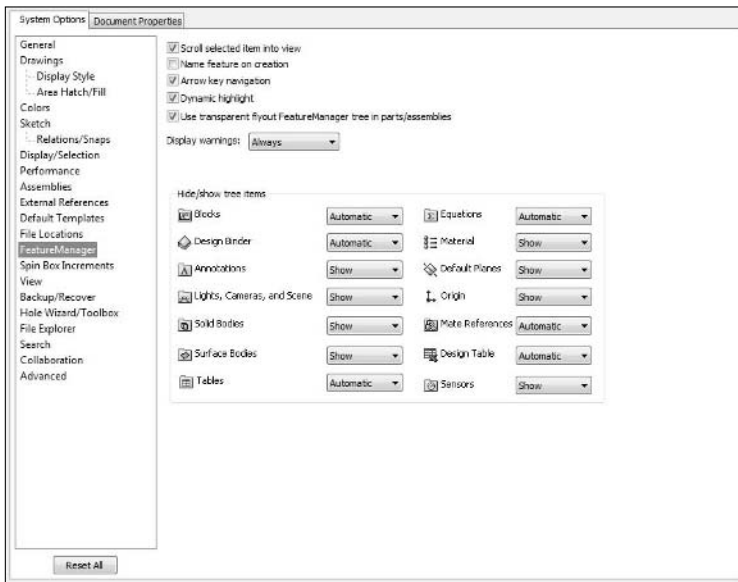 System Options
Document Properties
General
Drawings
Display Style
Area Hatch/Fill
Colors
Sketch
Relations/Snaps
Display/Selection
Performance
Assemblies
External References
Default Templates
File Locations
FeatureManager
Spin Box Increments
View
Backup/Recover
Hole Wizard/Toolbox
File Explorer
Search
Collaboration
Advanced
Reset All
Scroll selected item into view
Name feature on creation
Arrow key navigation
Dynamic highlight
Use transparent flyout FeatureManager tree in parts/assemblies
Display warnings: Always
Hide/show tree items
Blocks Automatic
Equations Automatic
Design Binder Automatic
Material Show
Annotations Show
Default Planes Show
Lights, Cameras, and Scene Show
Origin Show
Solid Bodies Show
Mate References Automatic
Surface Bodies Show
Design Table Automatic
Tables Automatic
Sensors Show